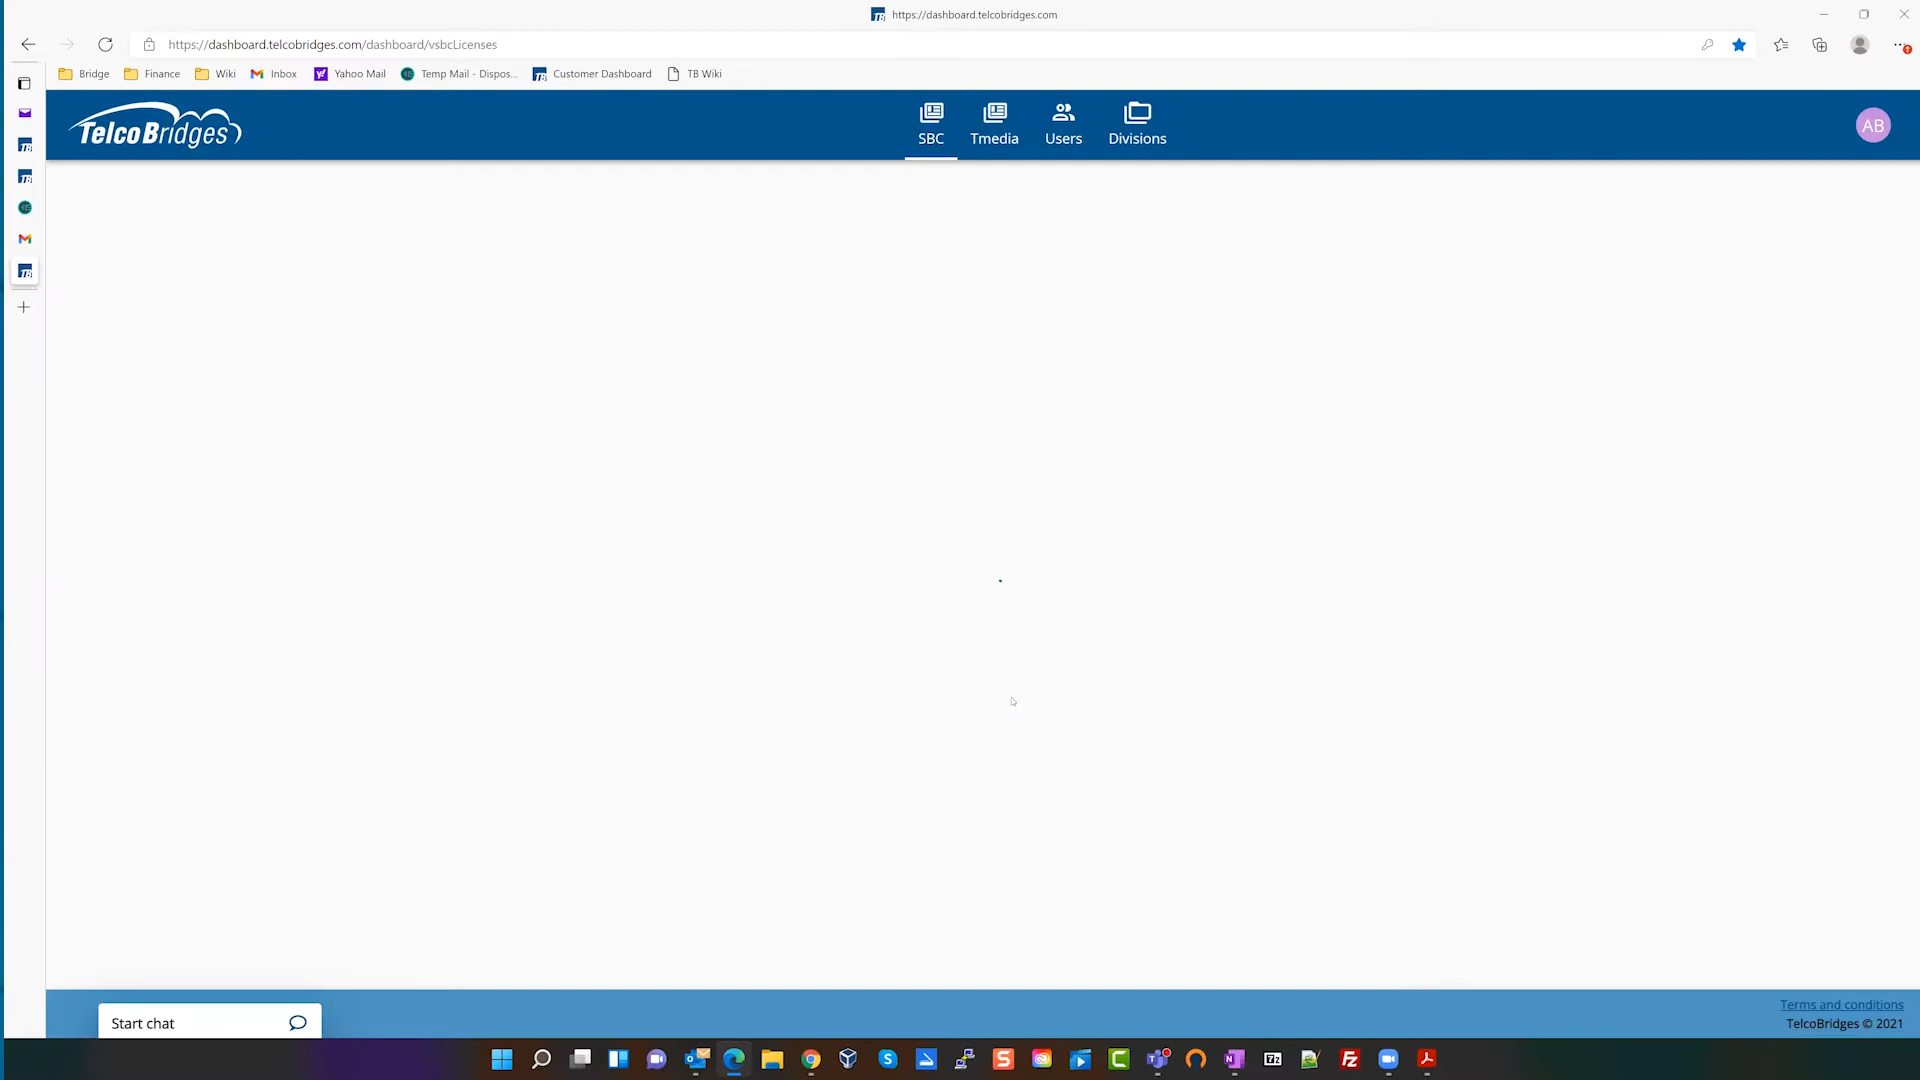 https://dashboard.telcobridges.com
https://dashboard.telcobridges.com/dashboard/vsbcLicenses
Bridge Finance Wiki Inbox Yahoo Mail Temp Mail - Dispos... Customer Dashboard TB Wiki
TelcoBridges
SBC Tmedia Users Divisions
AB
Start chat
Terms and conditions
TelcoBridges © 2021